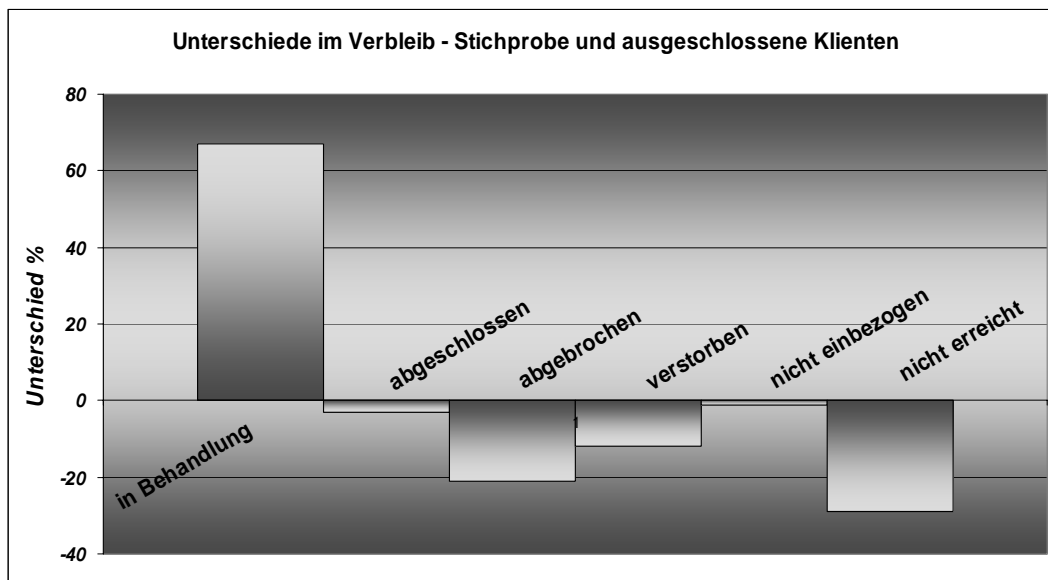 Unterschiede im Verbleib - Stichprobe und ausgeschlossene Klienten
Unterschied %
80
60
40
20
0
-20
-40
in Behandlung
abgeschlossen
abgebrochen
verstorben
nicht einbezogen
nicht erreicht
1